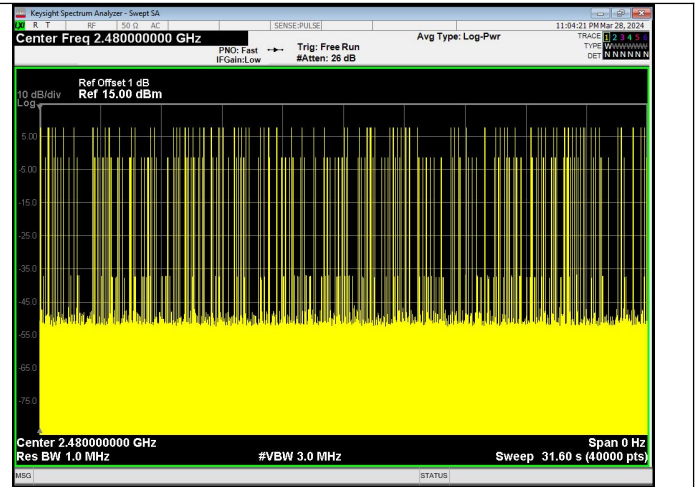 Keysight Spectrum Analyzer - Swept SA
R T RF 50 Ω AC SENSE:PULSE 11:04:21 PM Mar 28, 2024
Center Freq 2.480000000 GHz
Avg Type: Log-Pwr
TRACE 1 2 3 4 5 6
PNO: Fast Trig: Free Run
TYPE WWWWWW
IFGain:Low #Atten: 26 dB
DET N N N N N N
Ref Offset 1 dB
10 dB/div Ref 15.00 dBm
Log
5.00
-5.00
-15.0
-25.0
-35.0
-45.0
-55.0
-65.0
-75.0
Center 2.480000000 GHz Span 0 Hz
Res BW 1.0 MHz #VBW 3.0 MHz Sweep 31.60 s (40000 pts)
MSG STATUS